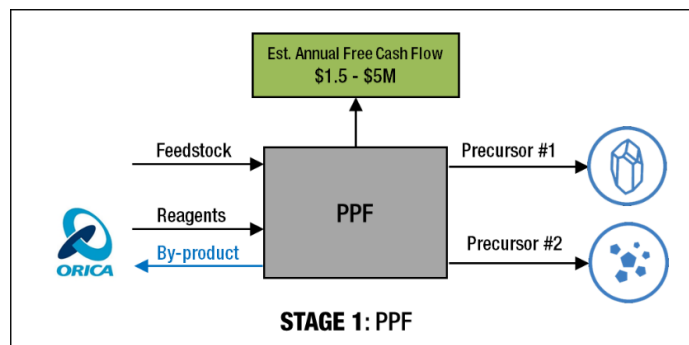 Est. Annual Free Cash Flow
$1.5 - $5M
Feedstock
Precursor #1
PPF
Reagents
By-product
Precursor #2
ORICA
STAGE 1: PPF